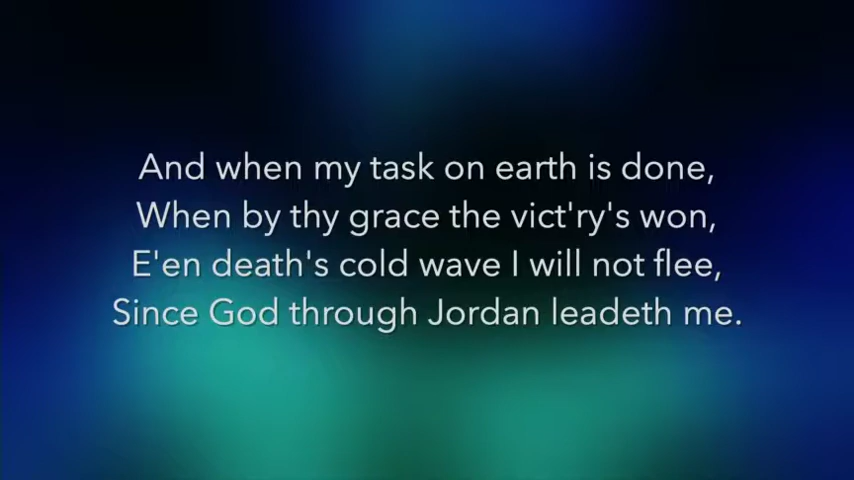 And when my task on earth is done,
When by thy grace the vict'ry's won,
E'en death's cold wave I will not flee,
Since God through Jordan leadeth me.